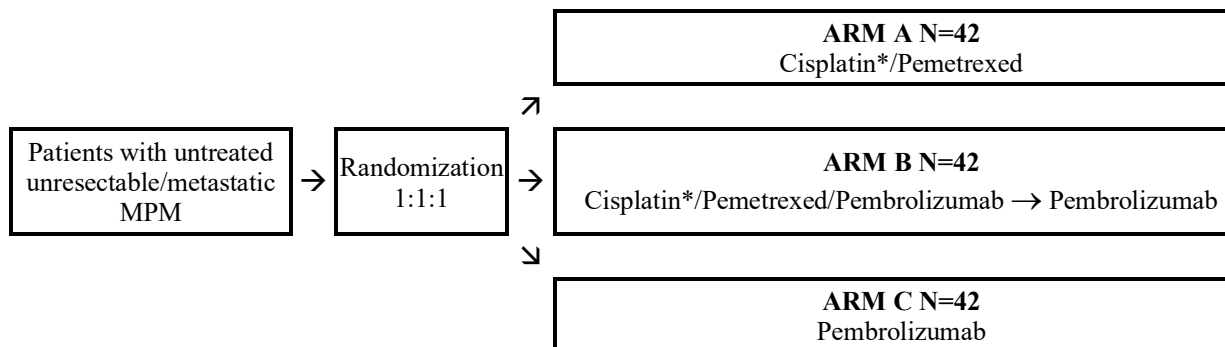 ARM A N=42
Cisplatin*/Pemetrexed
Patients with untreated
unresectable/metastatic
MPM
→
Randomization
1:1:1
↗
→
↘
ARM B N=42
Cisplatin*/Pemetrexed/Pembrolizumab → Pembrolizumab
ARM C N=42
Pembrolizumab